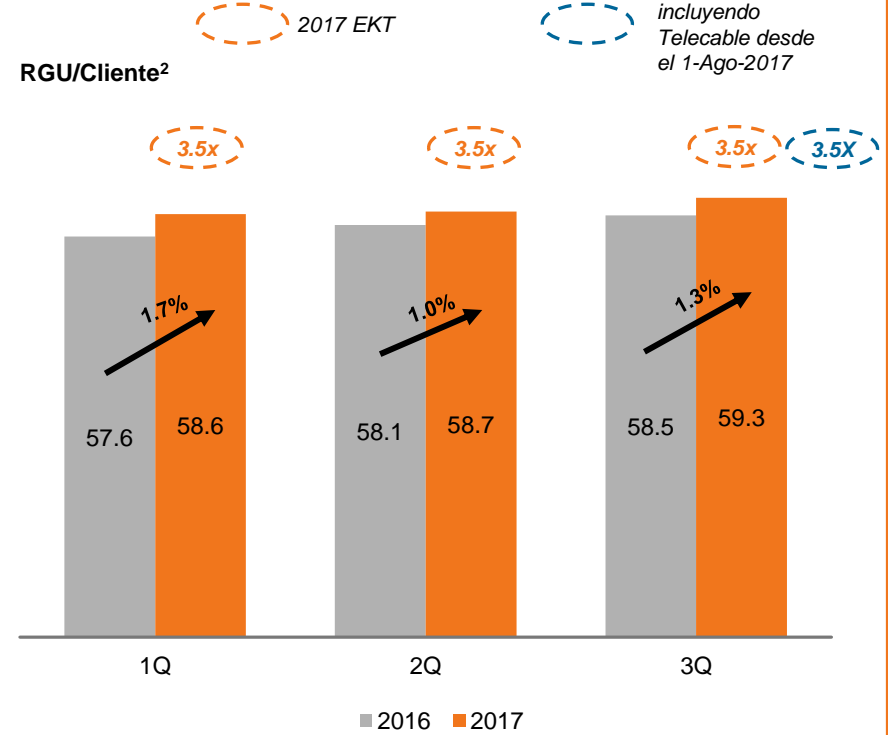 2017 EKT
incluyendo
Telecable desde
el 1-Ago-2017
RGU/Cliente²
3.5x
3.5x
3.5x
3.5X
1.7%
1.0%
1.3%
57.6
58.6
58.1
58.7
58.5
59.3
1Q
2Q
3Q
2016
2017